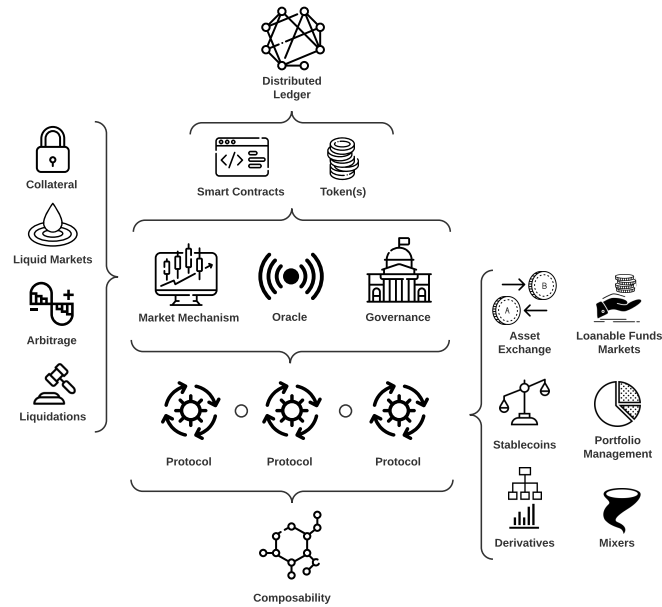 Distributed
Ledger
Smart Contracts
Token(s)
Collateral
Liquid Markets
Arbitrage
Liquidations
Market Mechanism
Oracle
Governance
Protocol
Protocol
Protocol
B
A
Asset
Exchange
Loanable Funds
Markets
Stablecoins
Portfolio
Management
Derivatives
Mixers
Composability